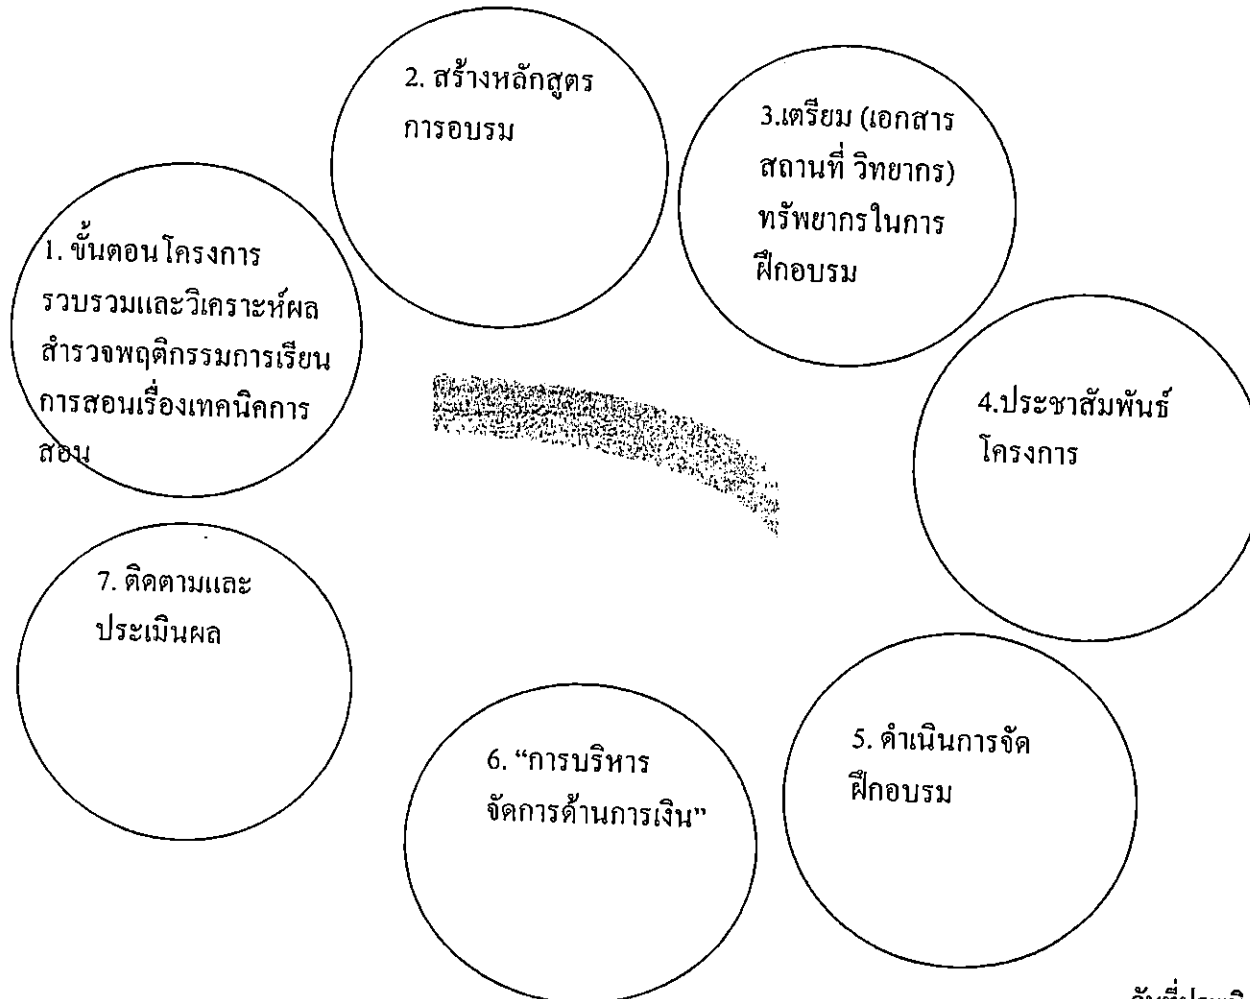 1. ขั้นตอนโครงการ
รวบรวมและวิเคราะห์ผล
สำรวจพฤติกรรมการเรียน
การสอนเรื่องเทคนิคการ
สอน
2. สร้างหลักสูตร
การอบรม
3.เตรียม (เอกสาร
สถานที่ วิทยากร)
ทรัพยากรในการ
ฝึกอบรม
4.ประชาสัมพันธ์
โครงการ
5. ดำเนินการจัด
ฝึกอบรม
6. “การบริหาร
จัดการด้านการเงิน”
7. ติดตามและ
ประเมินผล